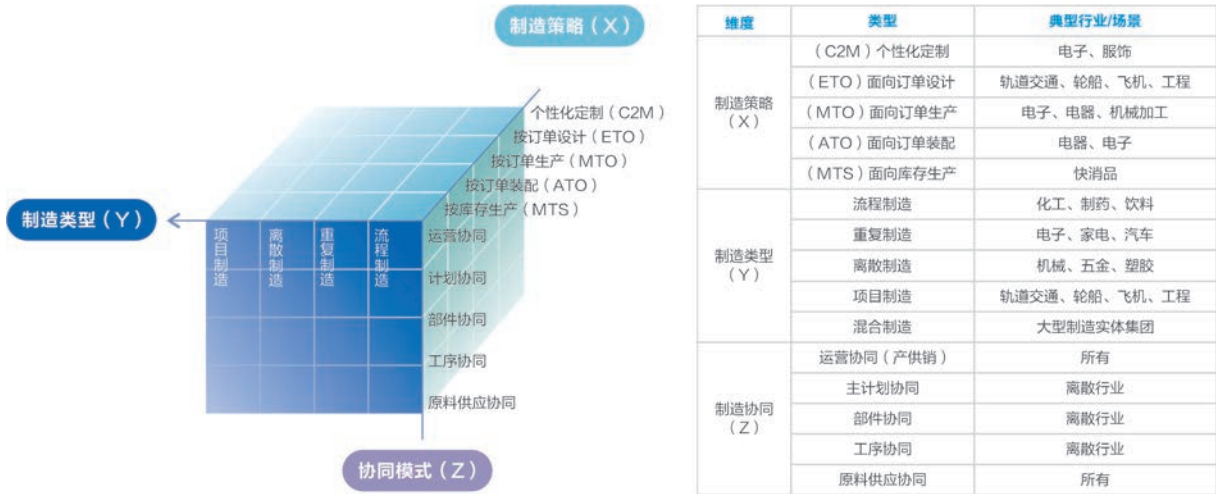 制造策略（X）
个性化定制（C2M）
按订单设计（ETO）
按订单生产（MTO）
按订单装配（ATO）
按库存生产（MTS）
制造类型（Y）
项目制造
离散制造
重复制造
流程制造
运营协同
计划协同
部件协同
工序协同
原料供应协同
协同模式（Z）
维度 类型 典型行业/场景
制造策略（X）
（C2M）个性化定制 电子、服饰
（ETO）面向订单设计 轨道交通、轮船、飞机、工程
（MTO）面向订单生产 电子、电器、机械加工
（ATO）面向订单装配 电器、电子
（MTS）面向库存生产 快消品
制造类型（Y）
流程制造 化工、制药、饮料
重复制造 电子、家电、汽车
离散制造 机械、五金、塑胶
项目制造 轨道交通、轮船、飞机、工程
混合制造 大型制造实体集团
制造协同（Z）
运营协同（产供销） 所有
主计划协同 离散行业
部件协同 离散行业
工序协同 离散行业
原料供应协同 所有